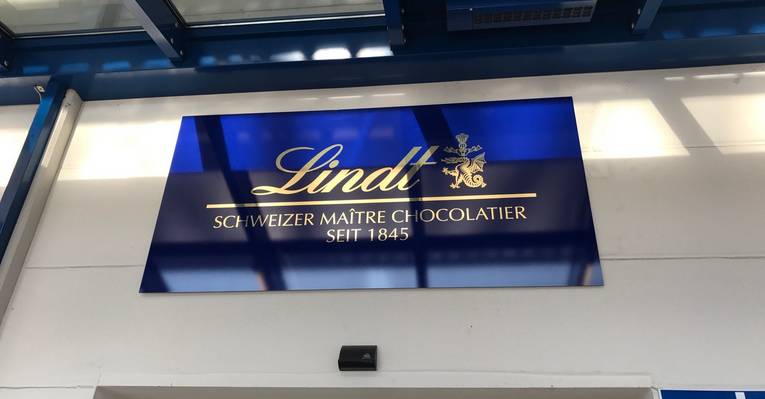 Lindt
SCHWEIZER MAÎTRE CHOCOLATIER
SEIT 1845